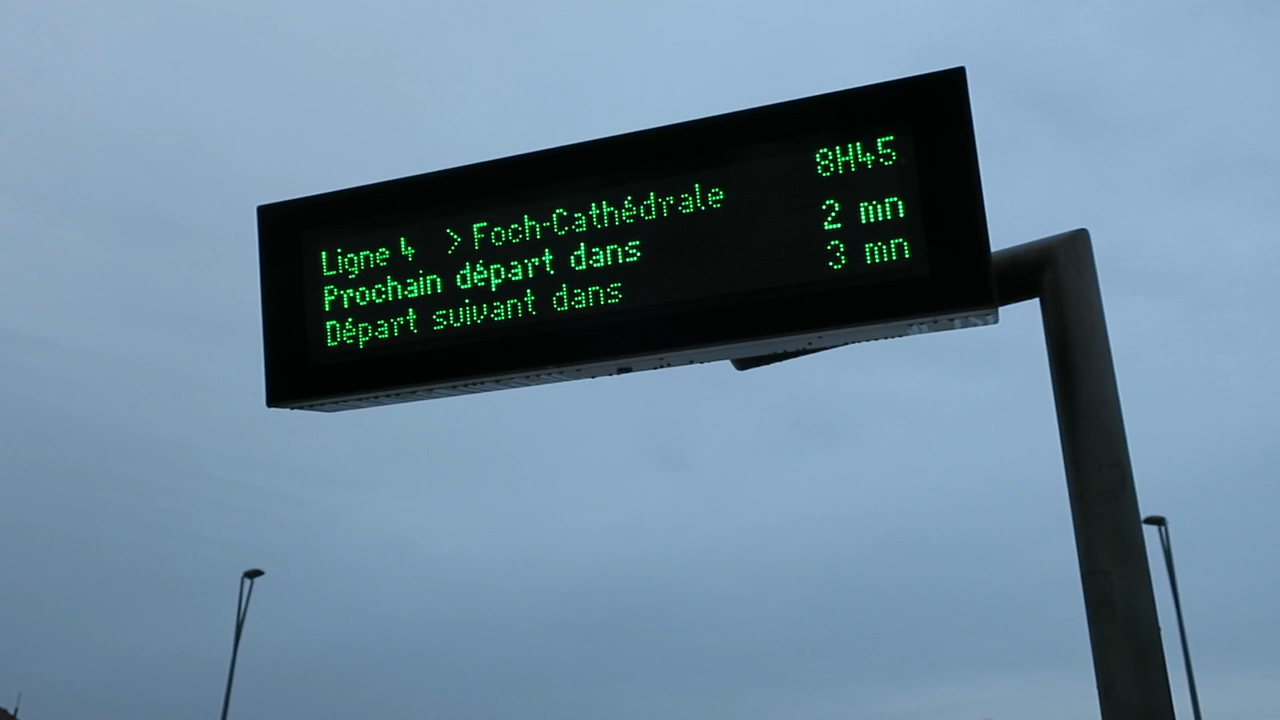 8H45
Ligne 4 > Foch-Cathédrale
Prochain départ dans 2 mn
Départ suivant dans 3 mn